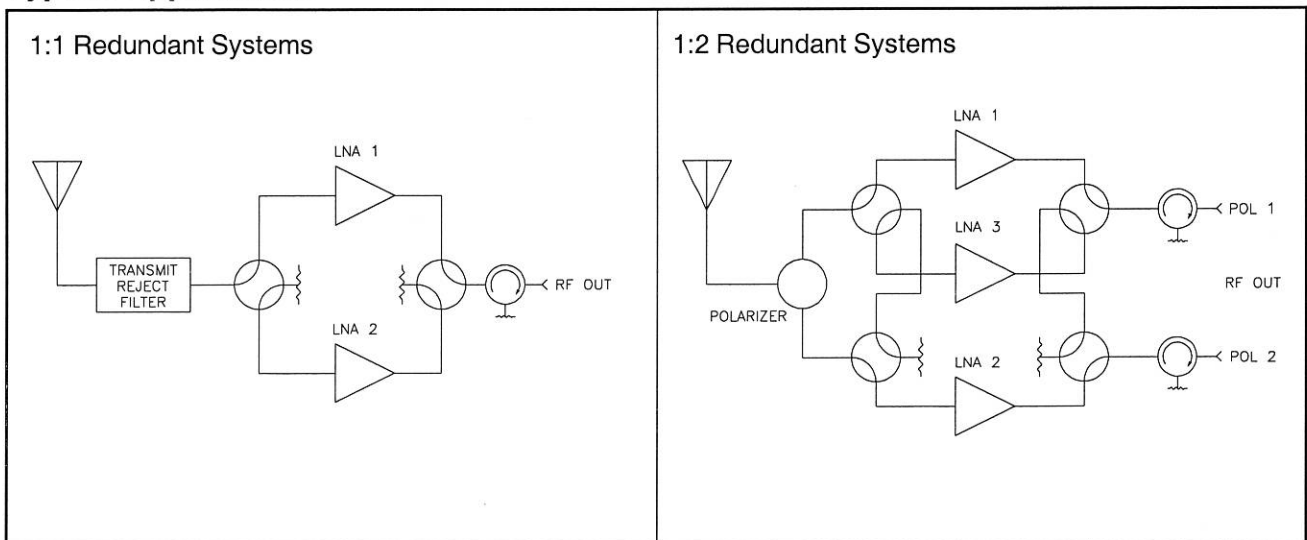 1:1 Redundant Systems
LNA 1
TRANSMIT
REJECT
FILTER
RF OUT
LNA 2
1:2 Redundant Systems
LNA 1
POL 1
LNA 3
RF OUT
POLARIZER
LNA 2
POL 2